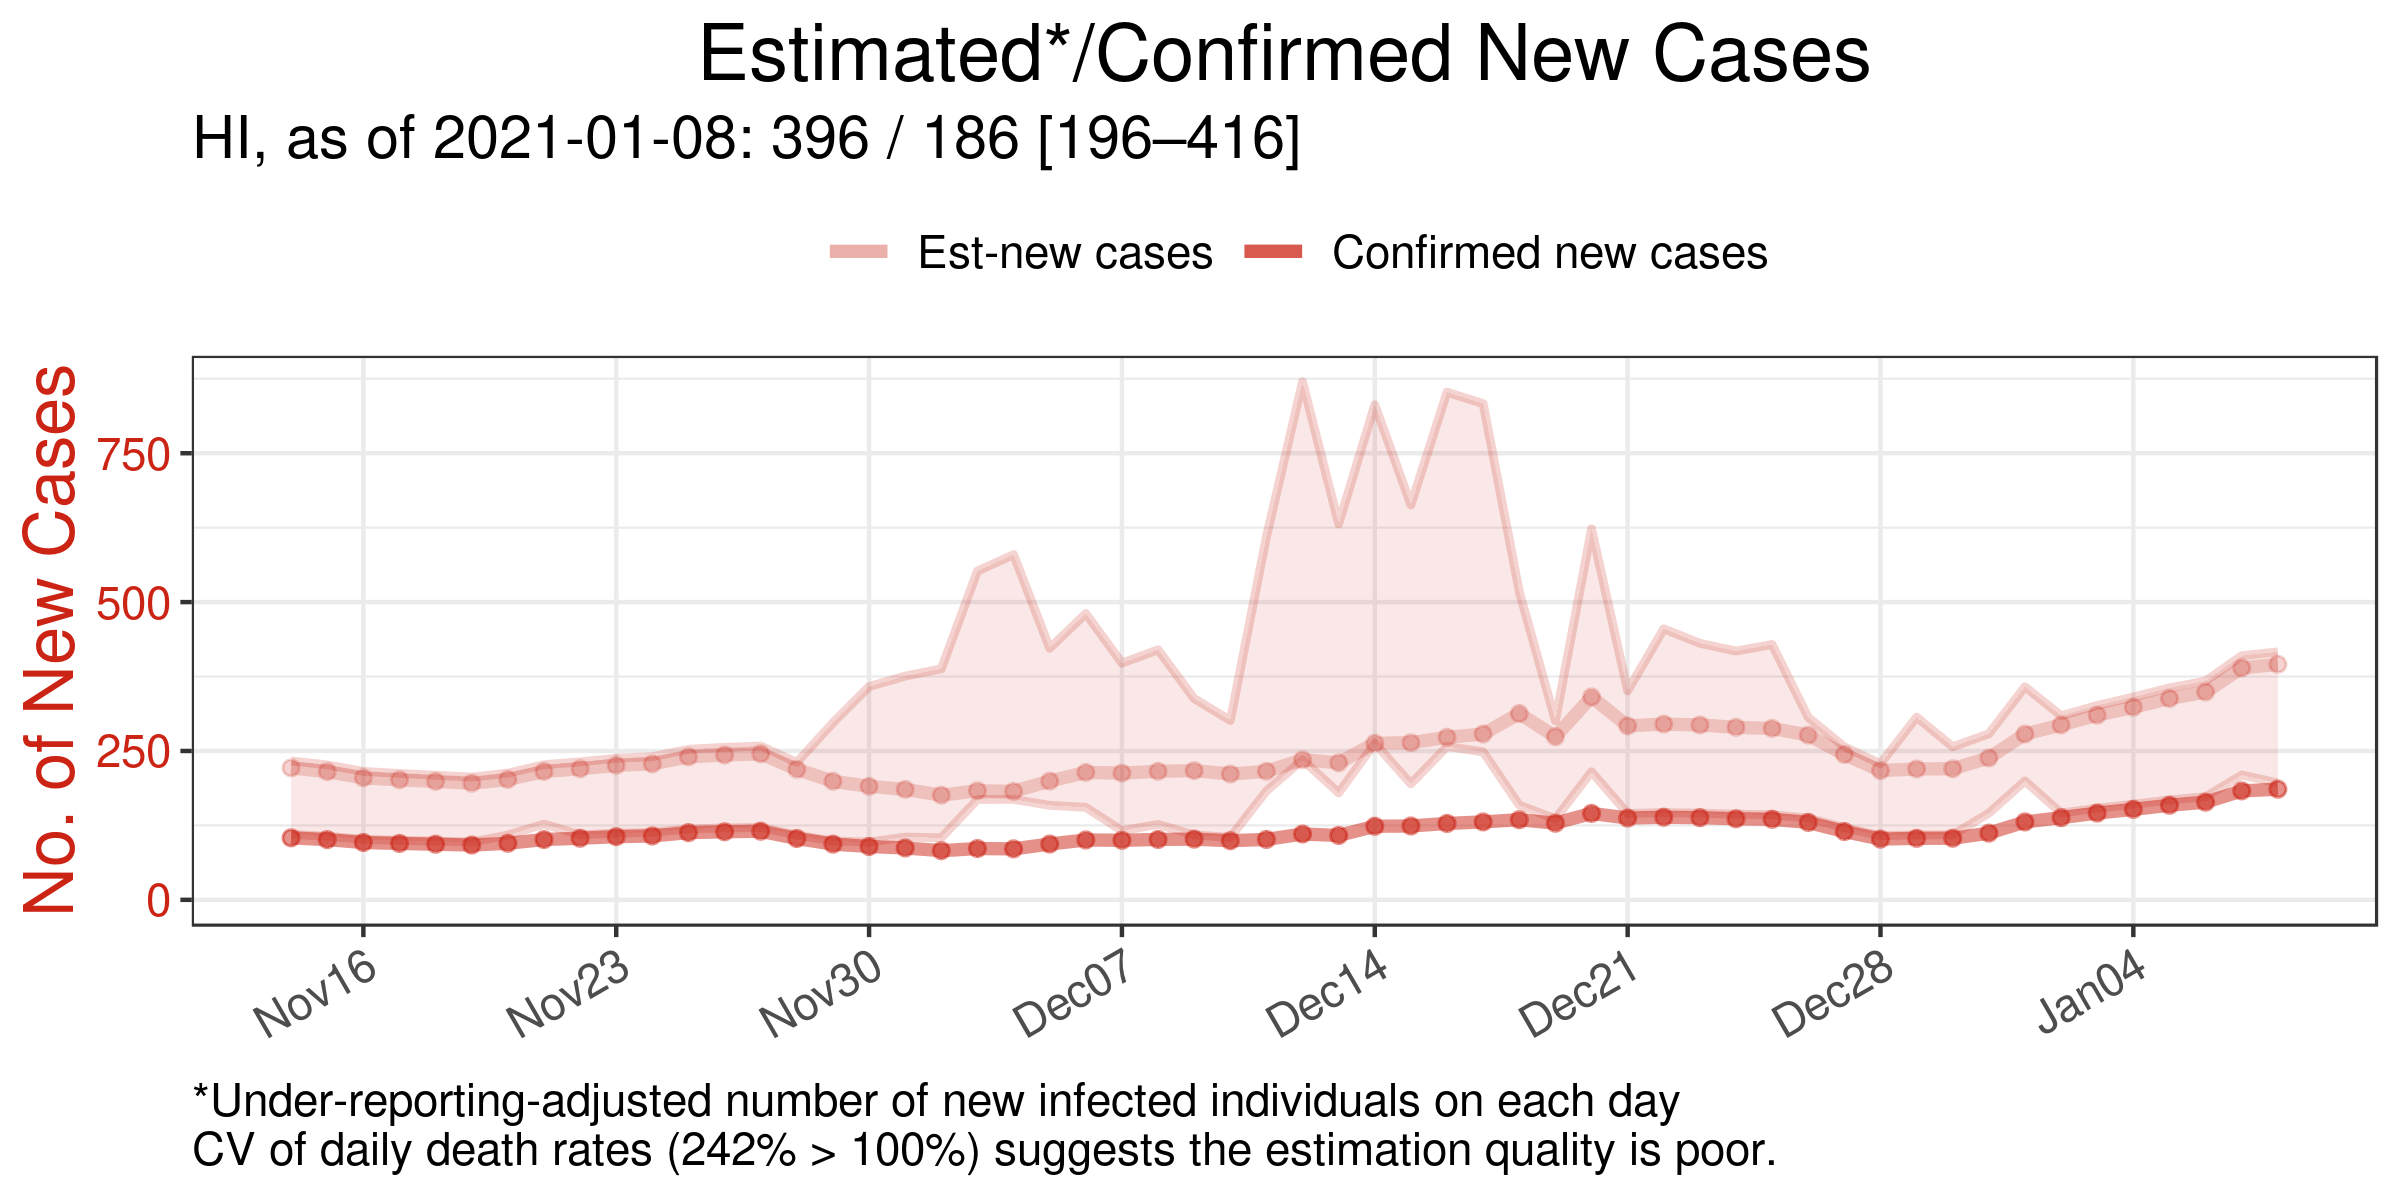 Estimated*/Confirmed New Cases
HI, as of 2021-01-08: 396 / 186 [196–416]
Est-new cases
Confirmed new cases
No. of New Cases
750
500
250
0
Nov16
Nov23
Nov30
Dec07
Dec14
Dec21
Dec28
Jan04
*Under-reporting-adjusted number of new infected individuals on each day
CV of daily death rates (242% > 100%) suggests the estimation quality is poor.